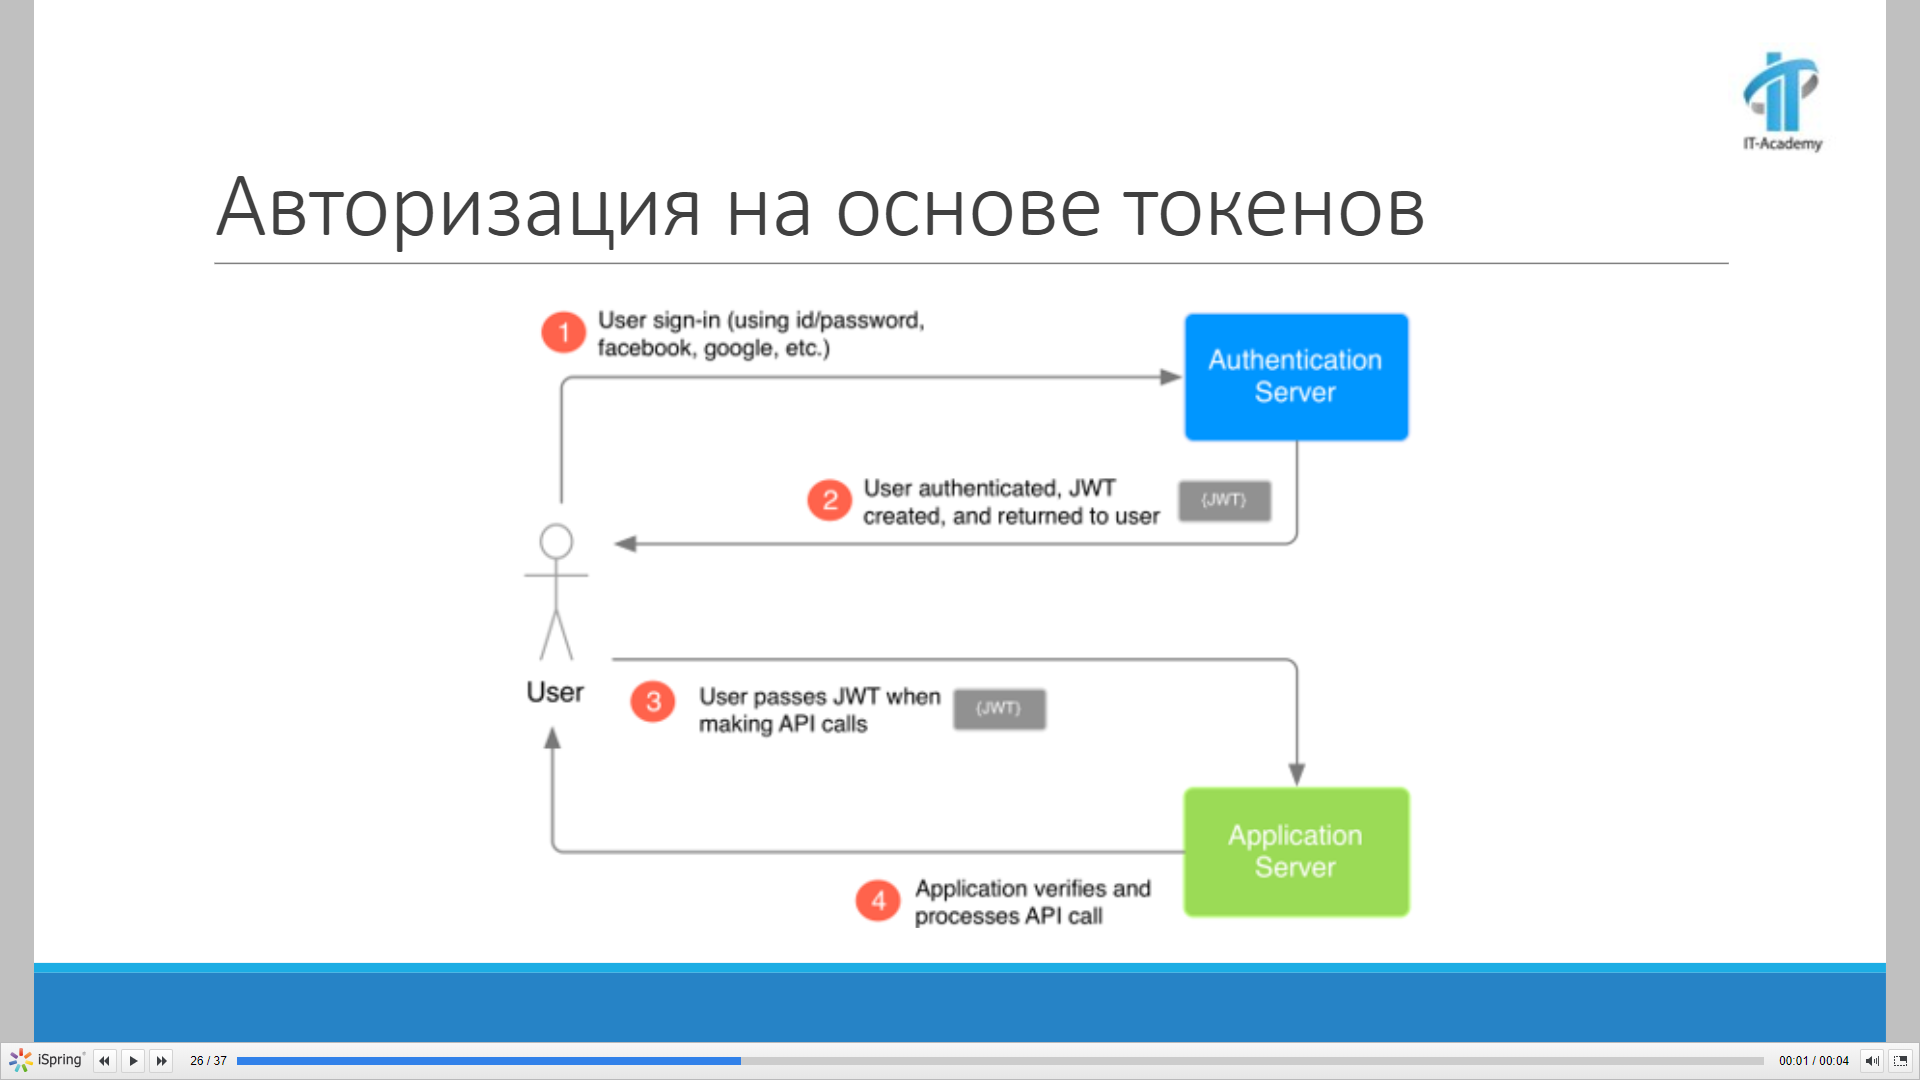 IT-Academy
Авторизация на основе токенов
1
User sign-in (using id/password,
facebook, google, etc.)
Authentication
Server
2
User authenticated, JWT
created, and returned to user
{JWT}
User
3
User passes JWT when
making API calls
{JWT}
Application
Server
4
Application verifies and
processes API call
iSpring
26 / 37
00:01 / 00:04